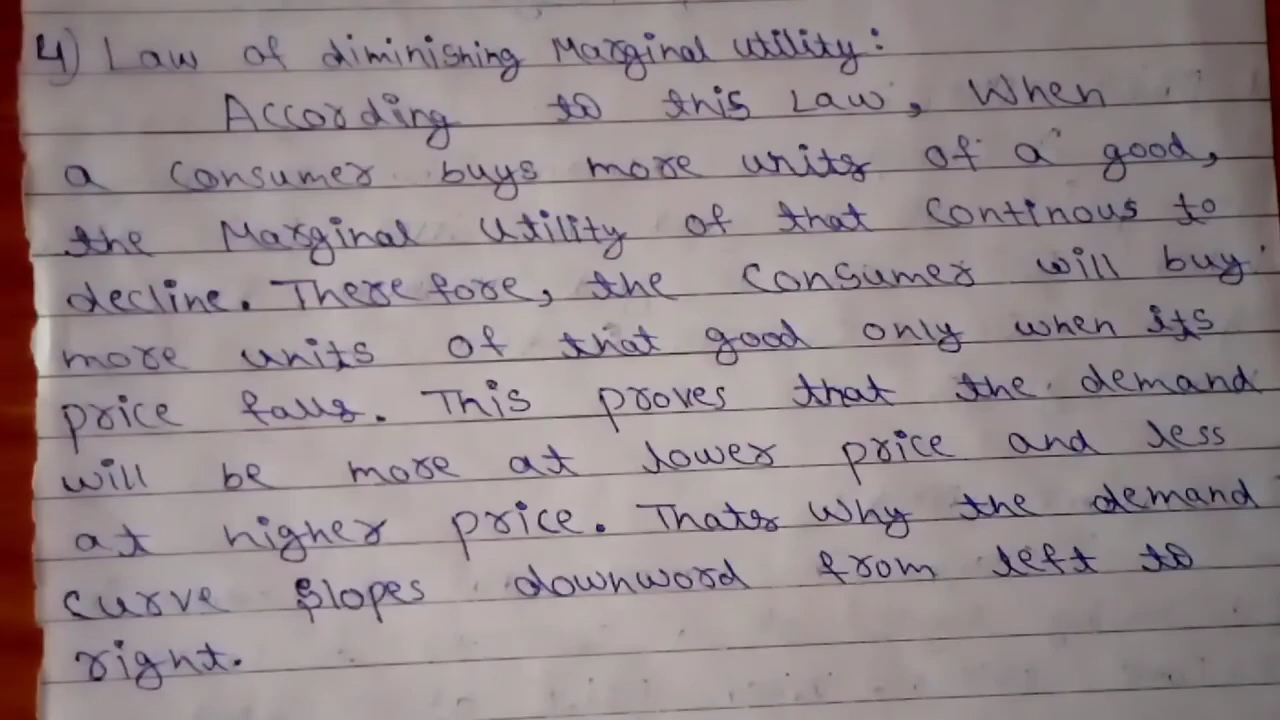 4) Law of diminishing Marginal utility:
According to this Law, When
a consumer buys more units of a good,
the Marginal utility of that continous to
decline. Therefore, the consumer will buy
more units of that good only when its
price falls. This proves that the demand
will be more at lower price and less
at higher price. Thats why the demand
curve slopes downword from left to
right.